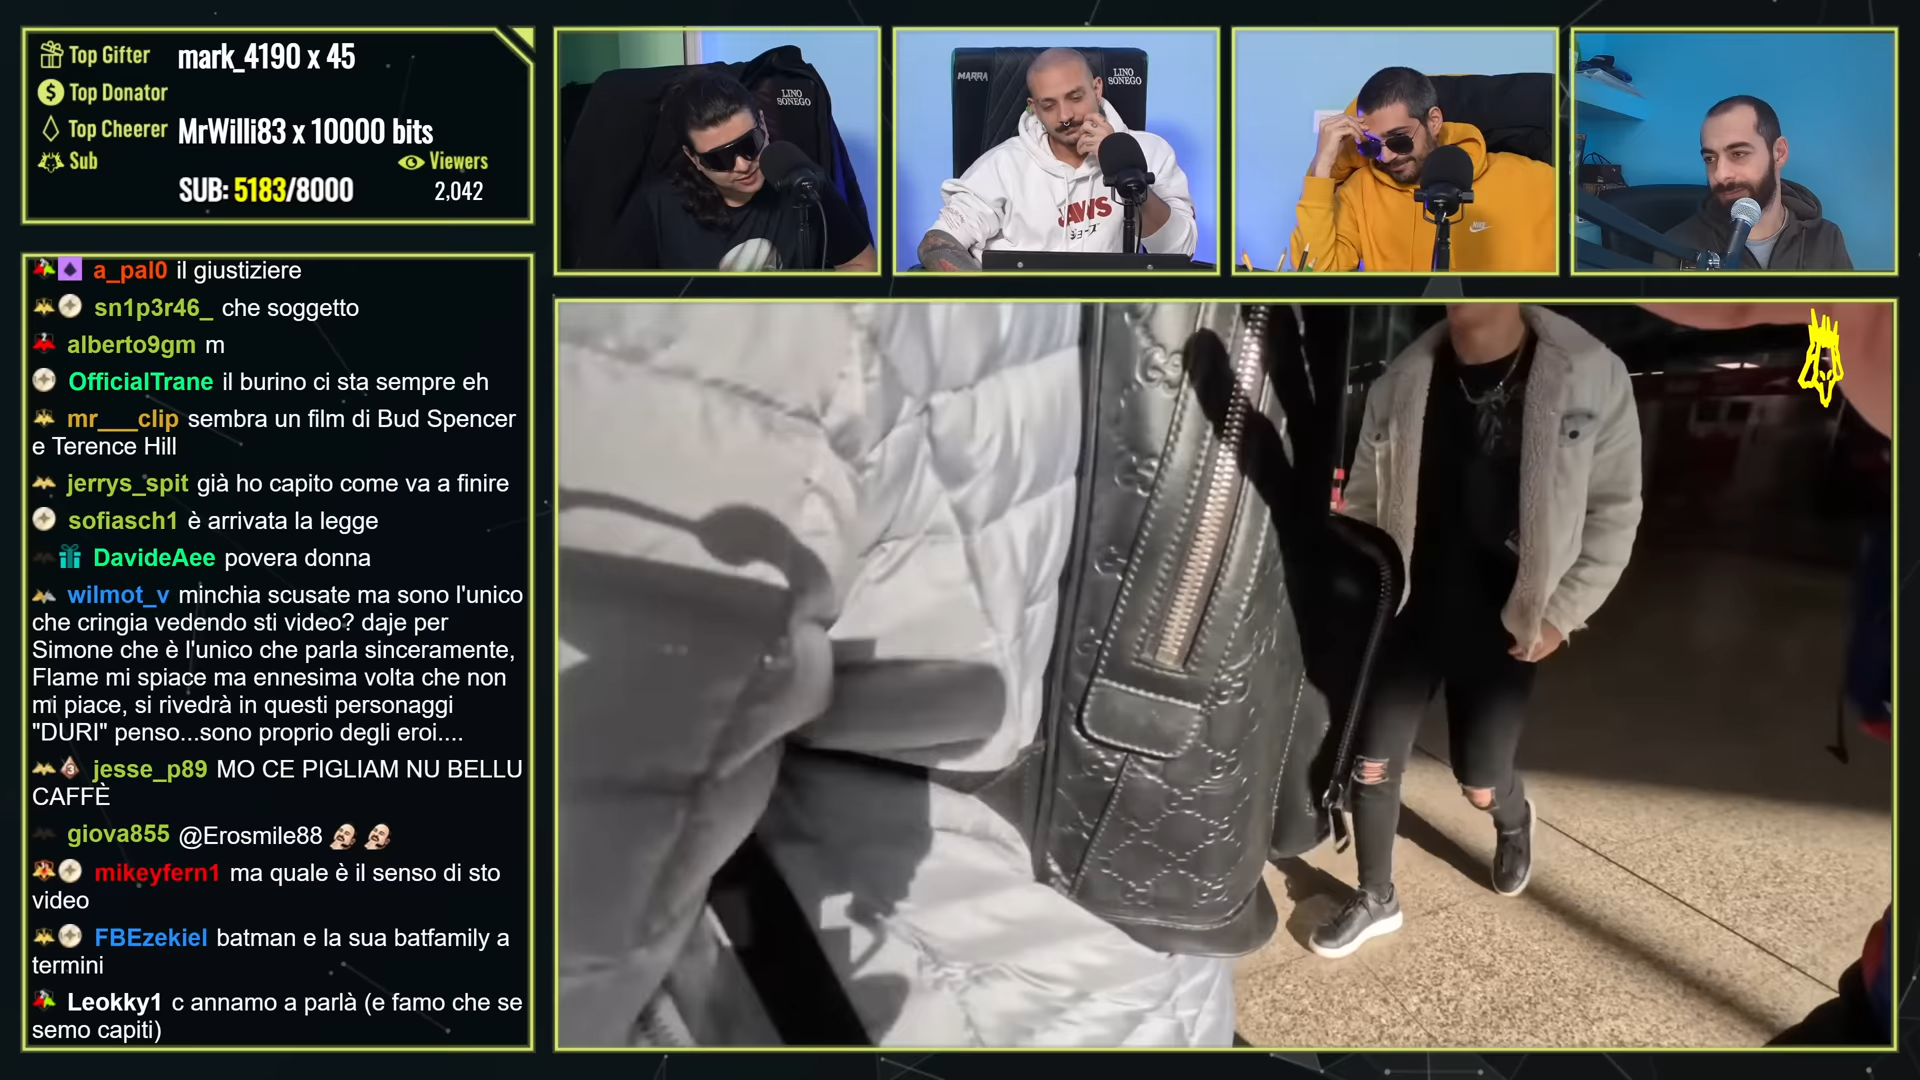 Top Gifter mark_4190 x 45
Top Donator
Top Cheerer MrWilli83 x 10000 bits
Sub Viewers
SUB: 5183/8000 2,042
a_pal0 il giustiziere
sn1p3r46_ che soggetto
alberto9gm m
OfficialTrane il burino ci sta sempre eh
mr___clip sembra un film di Bud Spencer
e Terence Hill
jerrys_spit già ho capito come va a finire
sofiasch1 è arrivata la legge
DavideAee povera donna
wilmot_v minchia scusate ma sono l'unico
che cringia vedendo sti video? daje per
Simone che è l'unico che parla sinceramente,
Flame mi spiace ma ennesima volta che non
mi piace, si rivedrà in questi personaggi
"DURI" penso...sono proprio degli eroi....
jesse_p89 MO CE PIGLIAM NU BELLU
CAFFÈ
giova855 @Erosmile88
mikeyfern1 ma quale è il senso di sto
video
FBEzekiel batman e la sua batfamily a
termini
Leokky1 c annamo a parlà (e famo che se
semo capiti)
LINO
SONEGO
MARRA
LINO
SONEGO
JAWS